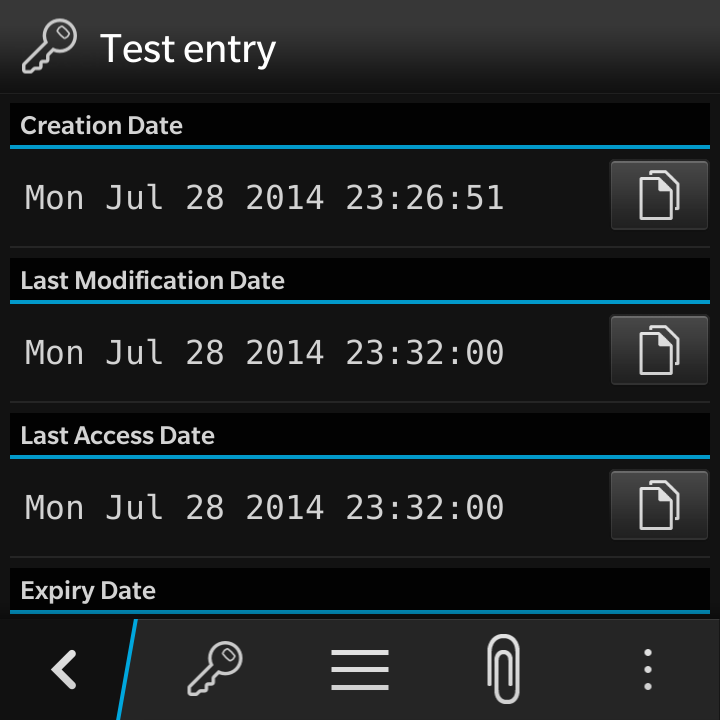 Test entry
Creation Date
Mon Jul 28 2014 23:26:51
Last Modification Date
Mon Jul 28 2014 23:32:00
Last Access Date
Mon Jul 28 2014 23:32:00
Expiry Date